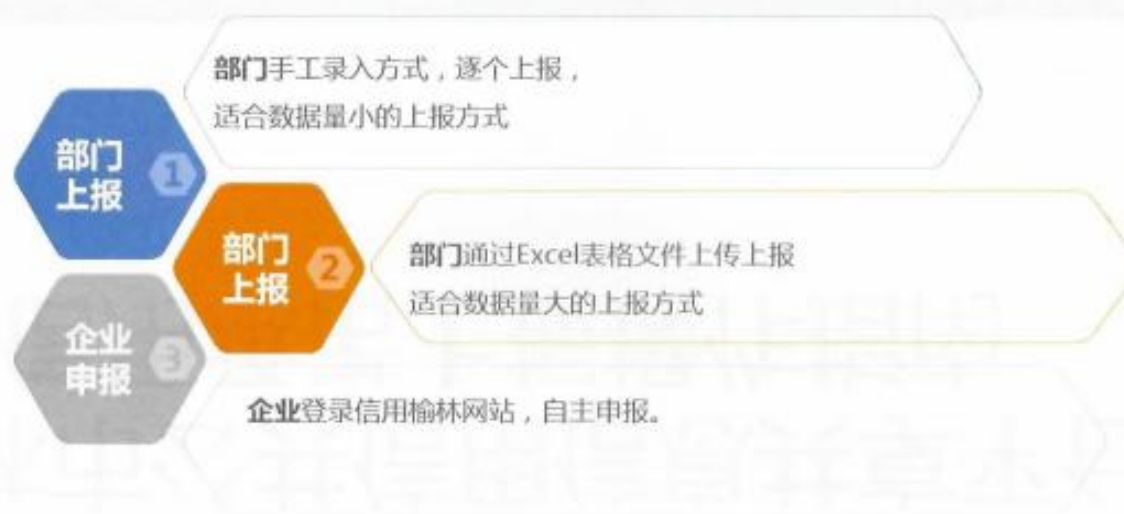 部门手工录入方式，逐个上报，
适合数据量小的上报方式
部门
上报
1
部门
上报
2
部门通过Excel表格文件上传上报
适合数据量大的上报方式
企业
申报
3
企业登录信用榆林网站，自主申报。